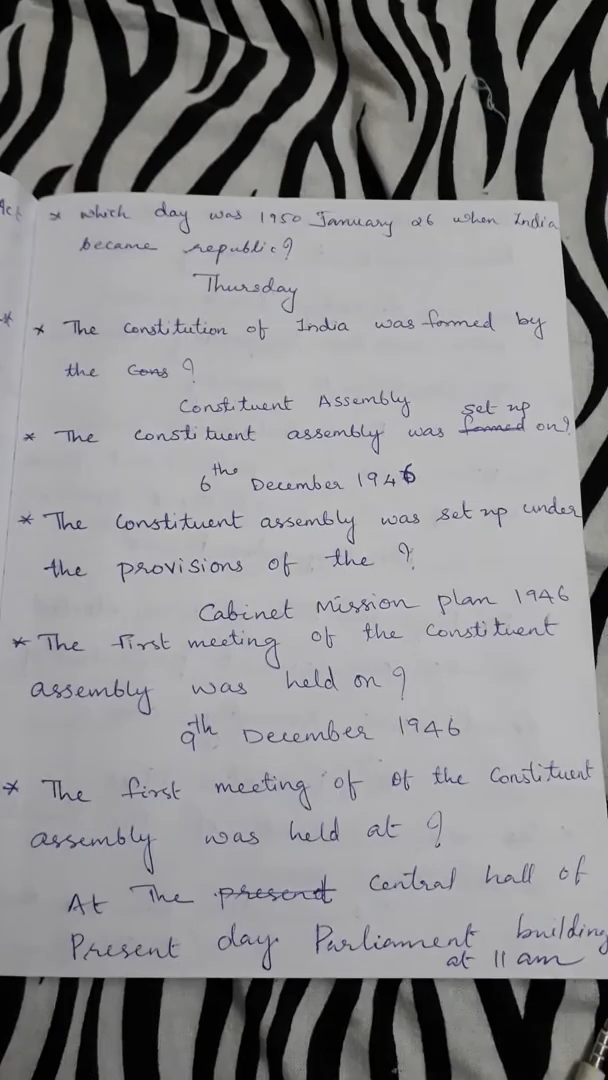 Act
* which day was 1950 January 26 when India
became republic?
Thursday
*
* The constitution of India was formed by
the Cons ?
Constituent Assembly
* The constituent assembly was formed set up on?
6 the December 1946
* The Constituent assembly was set up under
the provisions of the ?
Cabinet Mission plan 1946
* The first meeting of the constituent
assembly was held on ?
9th December 1946
* The first meeting of of the Constituent
assembly was held at ?
At The present Central hall of
Present day Parliament building
at 11 am